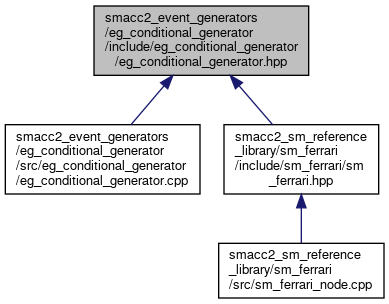 smacc2_event_generators
/eg_conditional_generator
/include/eg_conditional_generator
/eg_conditional_generator.hpp
smacc2_event_generators
/eg_conditional_generator
/src/eg_conditional_generator
/eg_conditional_generator.cpp
smacc2_sm_reference
_library/sm_ferrari
/include/sm_ferrari/sm
_ferrari.hpp
smacc2_sm_reference
_library/sm_ferrari
/src/sm_ferrari_node.cpp